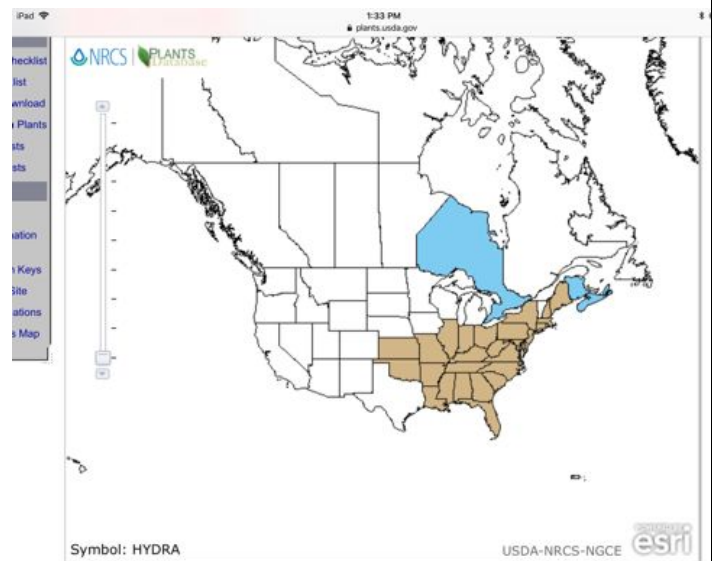 iPad
1:33 PM
plants.usda.gov
hecklist
list
wnload
Plants
sts
sts
ation
Keys
Site
ations
s Map
NRCS
PLANTS
Database
Symbol: HYDRA
USDA-NRCS-NGCE
esri